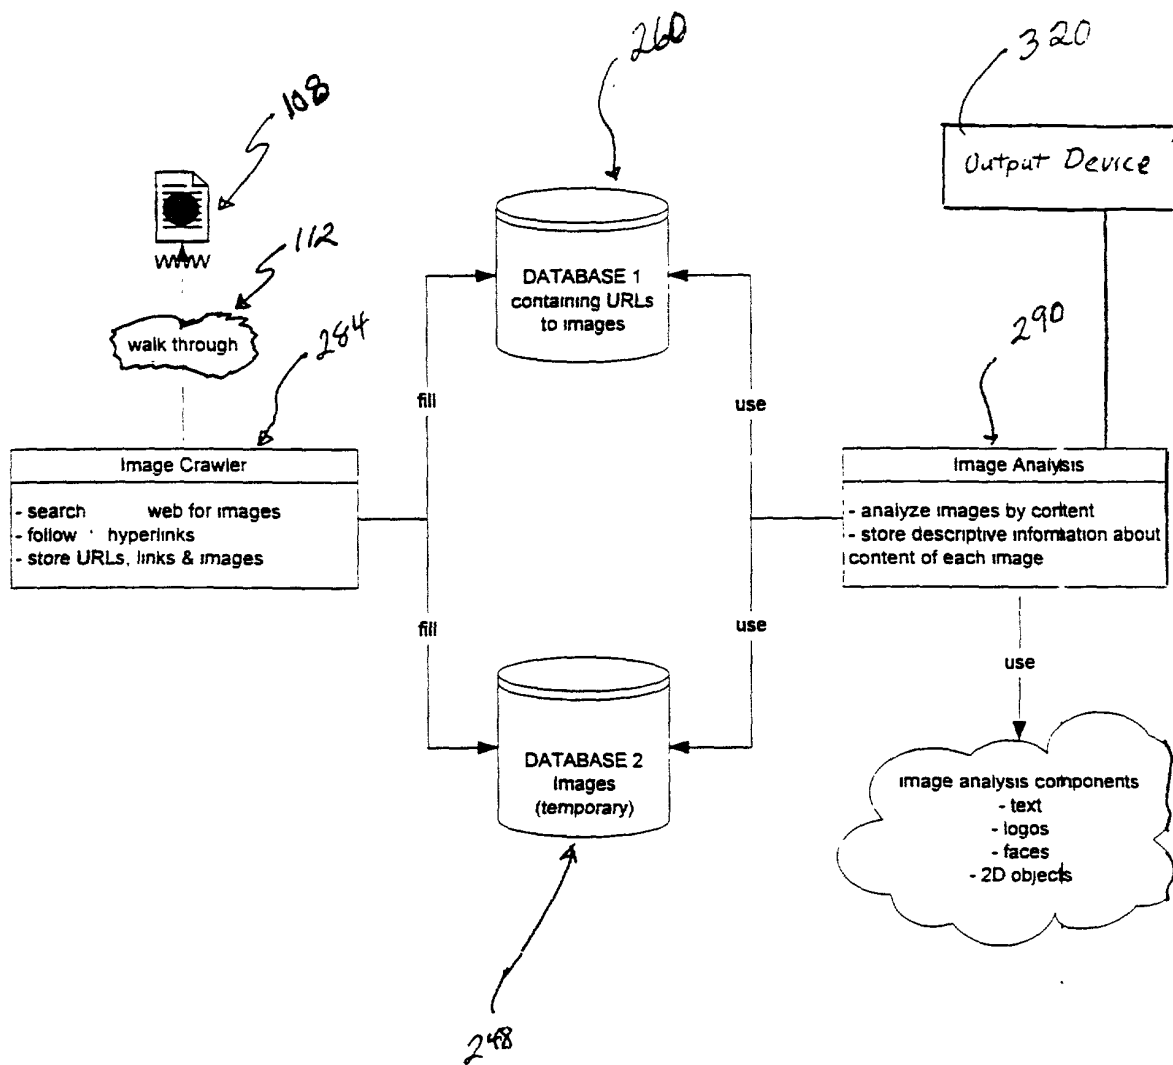 260
320
108
Output Device
112
DATABASE 1
containing URLs
to images
walk through
284
290
fill
use
Image Crawler
- search web for images
- follow hyperlinks
- store URLs, links & images
Image Analysis
- analyze images by content
- store descriptive information about
content of each image
fill
use
use
DATABASE 2
Images
(temporary)
image analysis components
- text
- logos
- faces
- 2D objects
248